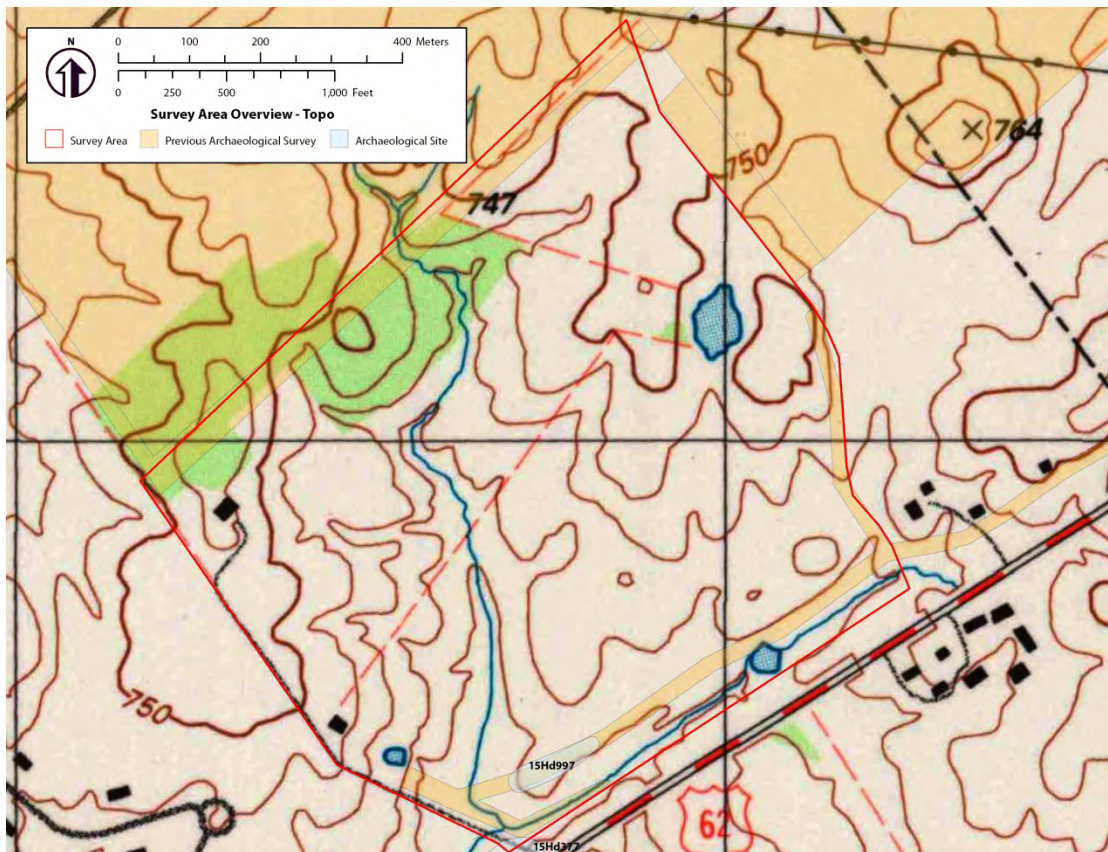 N
0 100 200 400 Meters
0 250 500 1,000 Feet
Survey Area Overview - Topo
Survey Area Previous Archaeological Survey Archaeological Site
764
750
747
750
15Hd997
62
15Hd377